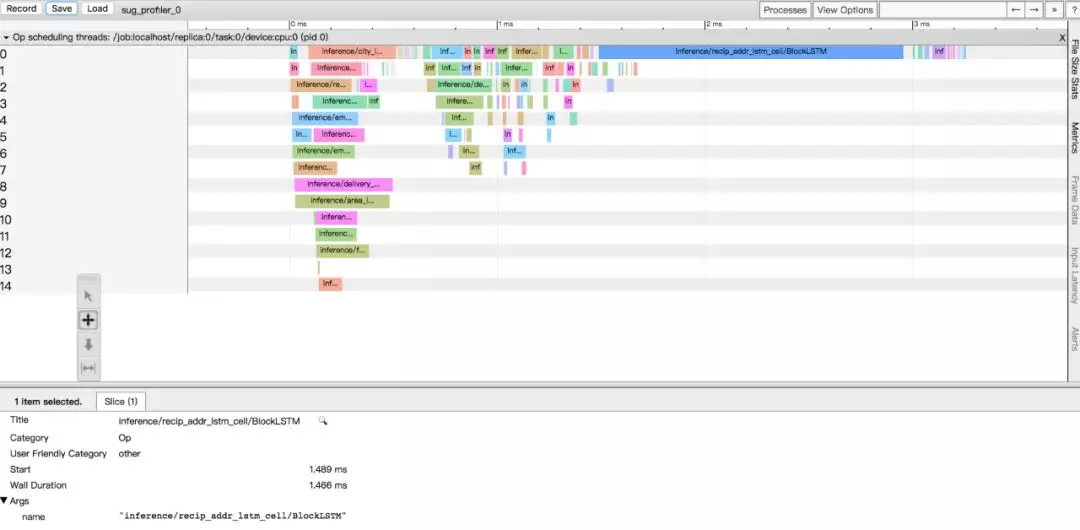 Record Save Load sug_profiler_0 Processes View Options ← → » ?
0 ms 1 ms 2 ms 3 ms
Op scheduling threads: /job:localhost/replica:0/task:0/device:cpu:0 (pid 0) X
0 in inference/city_l... inf... in in inf inf infer... i... inference/recip_addr_lstm_cell/BlockLSTM inf
1 in inference... inf inf... inf in infer... inf in
2 inference/re... i... inference/de... in in in
3 inferenc... inf infere... in
4 inference/em... inf... in
5 in... inferenc... i... in
6 inference/em... in... inf...
7 inferenc... inf
8 inference/delivery_...
9 inference/area_i...
10 inferen...
11 inferenc...
12 inference/f...
13
14 inf...
File Size Stats
Metrics
Frame Data
Input Latency
Alerts
1 item selected. Slice (1)
Title inference/recip_addr_lstm_cell/BlockLSTM
Category Op
User Friendly Category other
Start 1.489 ms
Wall Duration 1.466 ms
Args
name "inference/recip_addr_lstm_cell/BlockLSTM"